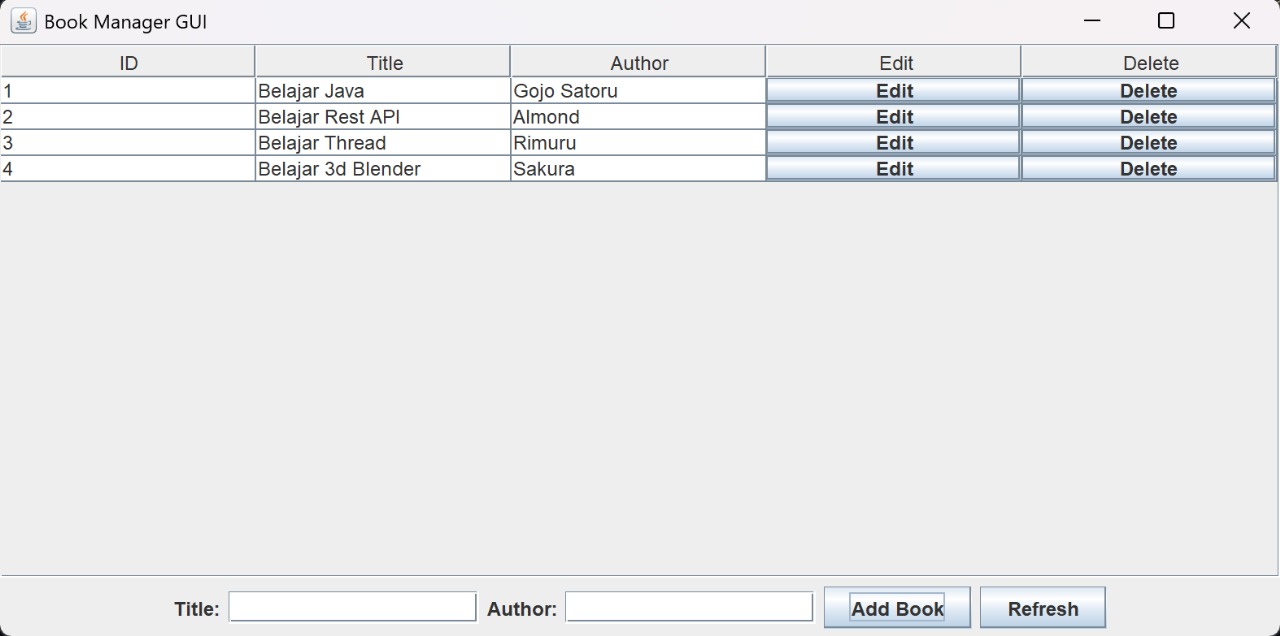 Book Manager GUI
ID Title Author Edit Delete
1 Belajar Java Gojo Satoru Edit Delete
2 Belajar Rest API Almond Edit Delete
3 Belajar Thread Rimuru Edit Delete
4 Belajar 3d Blender Sakura Edit Delete
Title: Author: Add Book Refresh